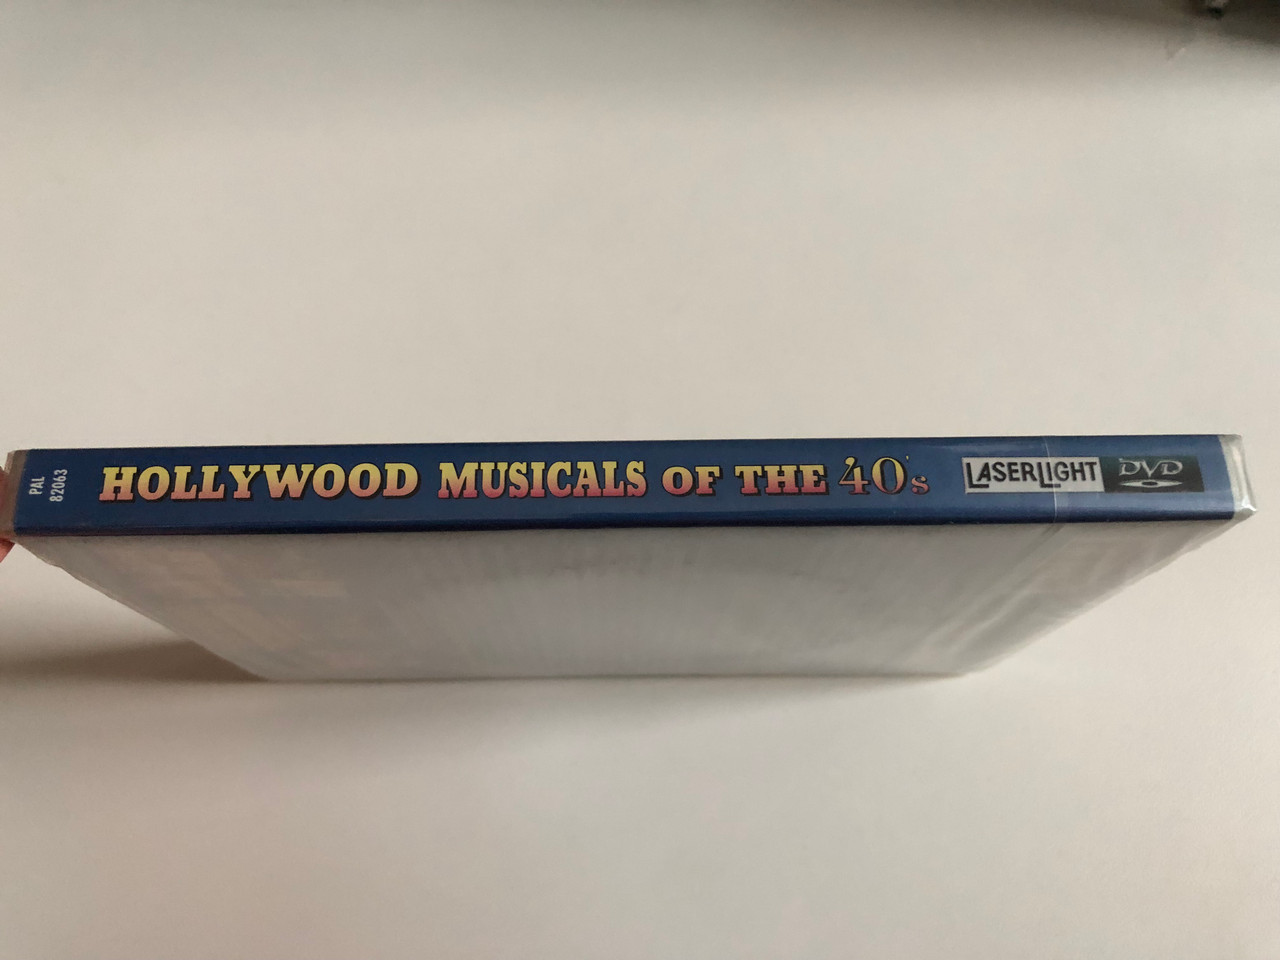 PAL
82063
HOLLYWOOD MUSICALS OF THE '40's
LASERLIGHT DVD